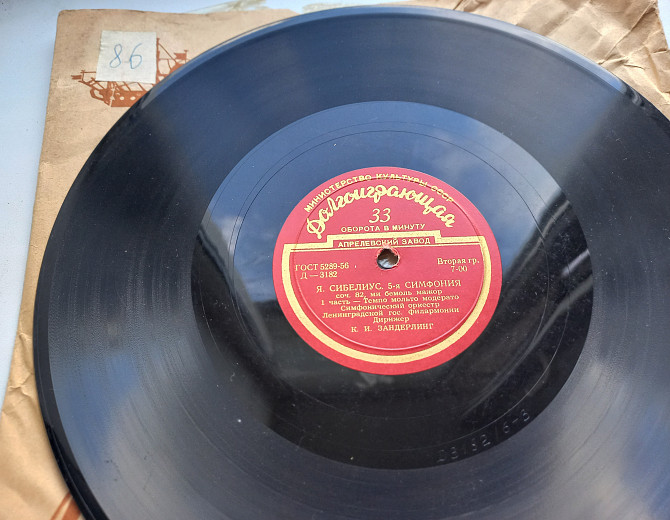 86
МИНИСТЕРСТВО КУЛЬТУРЫ СССР
Долгоиграющая
33
ОБОРОТА В МИНУТУ
АПРЕЛЕВСКИЙ ЗАВОД
ГОСТ 5289-56 Вторая гр.
Д—3182 7-00
Я. СИБЕЛИУС. 5-я СИМФОНИЯ
соч. 82, ми бемоль мажор
1 часть — Темпо мольто модерато
Симфонический оркестр
Ленинградской гос. Филармонии
Дирижер
К. И. ЗАНДЕРЛИНГ